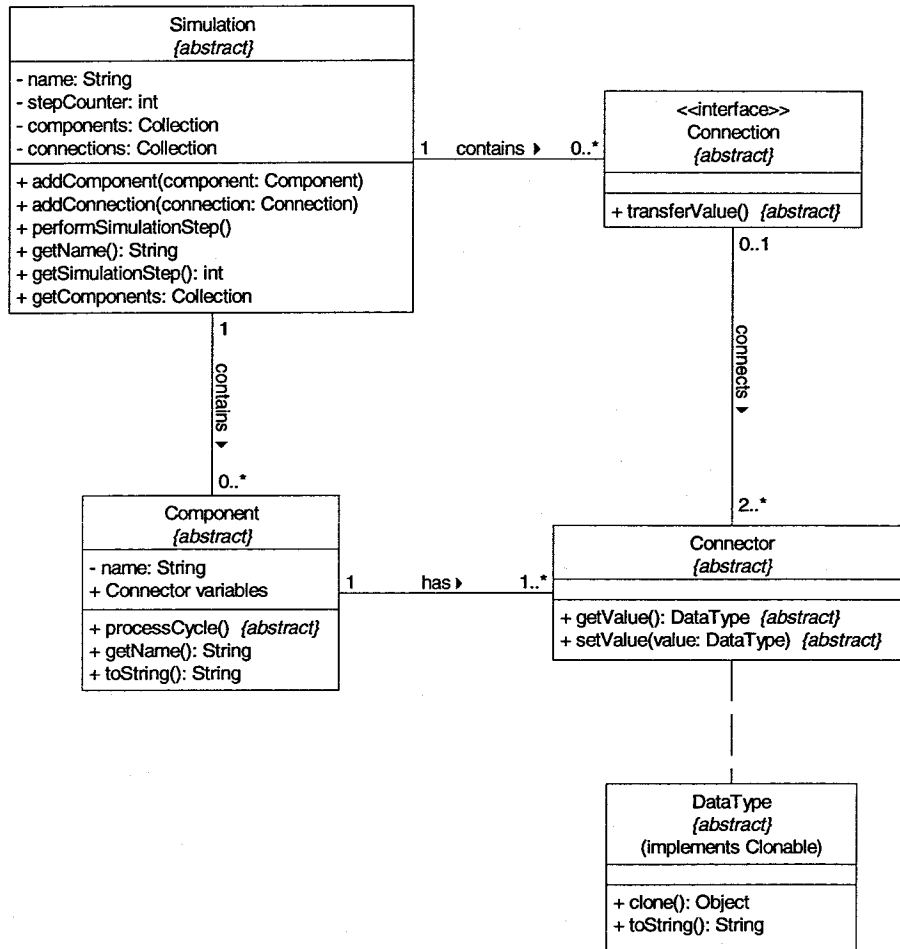 Simulation
{abstract}
- name: String
- stepCounter: int
- components: Collection
- connections: Collection
+ addComponent(component: Component)
+ addConnection(connection: Connection)
+ performSimulationStep()
+ getName(): String
+ getSimulationStep(): int
+ getComponents: Collection
1 contains 0..*
<<interface>>
Connection
{abstract}
+ transferValue() {abstract}
1
contains
0..*
0..1
connects
2..*
Component
{abstract}
- name: String
+ Connector variables
+ processCycle() {abstract}
+ getName(): String
+ toString(): String
1 has 1..*
Connector
{abstract}
+ getValue(): DataType {abstract}
+ setValue(value: DataType) {abstract}
DataType
{abstract}
(implements Clonable)
+ clone(): Object
+ toString(): String